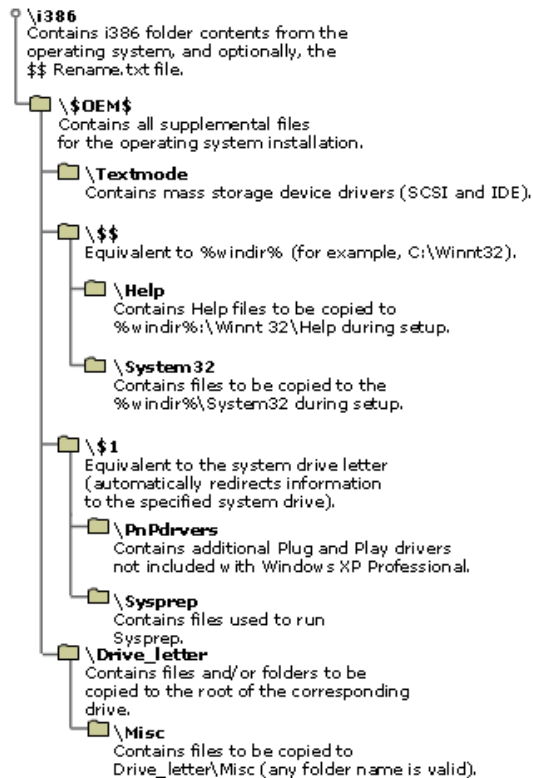 \i386
Contains i386 folder contents from the
operating system, and optionally, the
$$ Rename.txt file.
\$OEM$
Contains all supplemental files
for the operating system installation.
\Textmode
Contains mass storage device drivers (SCSI and IDE).
\$$
Equivalent to %windir% (for example, C:\Winnt32).
\Help
Contains Help files to be copied to
%windir%:\Winnt 32\Help during setup.
\System32
Contains files to be copied to the
%windir%\System32 during setup.
\$1
Equivalent to the system drive letter
(automatically redirects information
to the specified system drive).
\PnPdrvers
Contains additional Plug and Play drivers
not included with Windows XP Professional.
\Sysprep
Contains files used to run
Sysprep.
\Drive_letter
Contains files and/or folders to be
copied to the root of the corresponding
drive.
\Misc
Contains files to be copied to
Drive_letter\Misc (any folder name is valid).